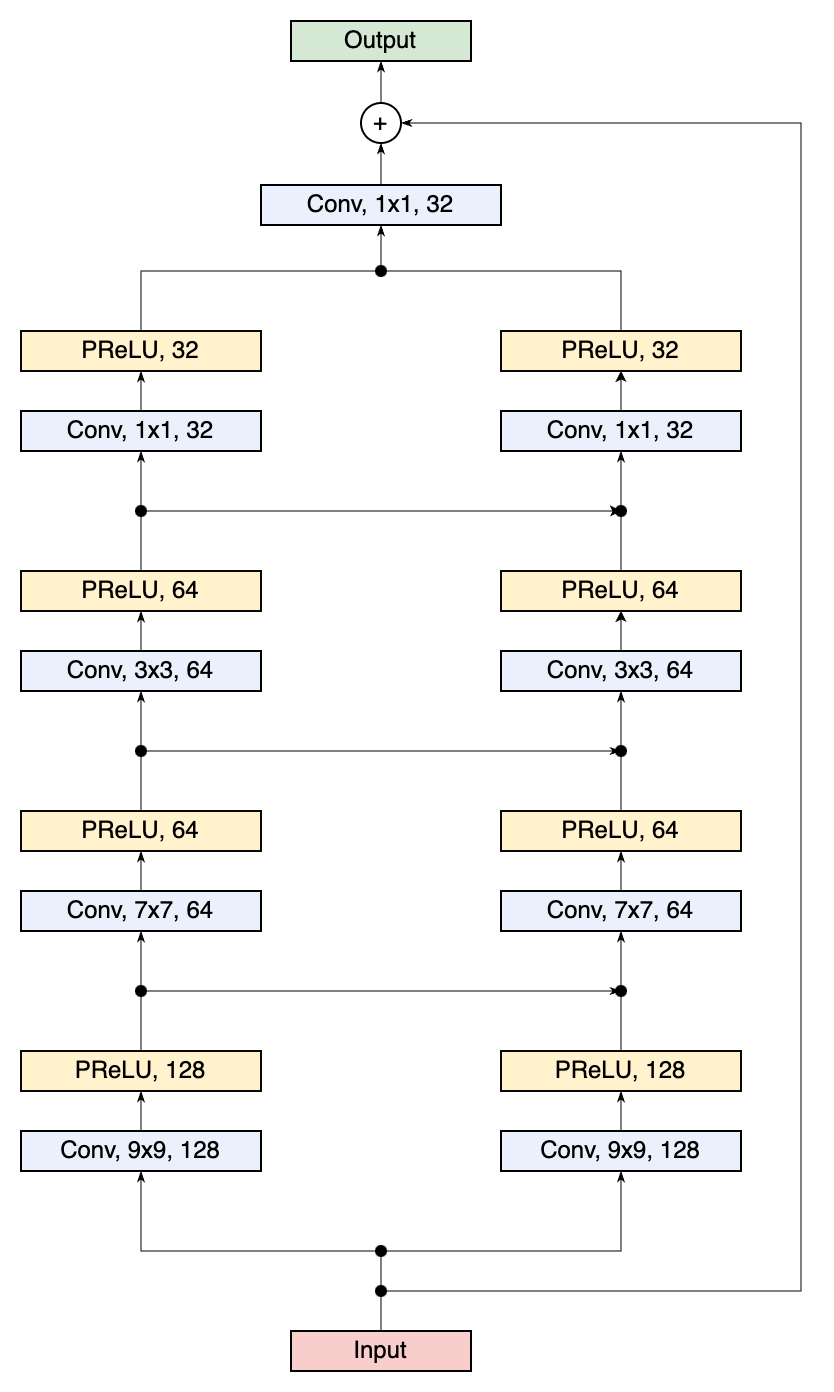 Output
+
Conv, 1x1, 32
PReLU, 32
PReLU, 32
Conv, 1x1, 32
Conv, 1x1, 32
PReLU, 64
PReLU, 64
Conv, 3x3, 64
Conv, 3x3, 64
PReLU, 64
PReLU, 64
Conv, 7x7, 64
Conv, 7x7, 64
PReLU, 128
PReLU, 128
Conv, 9x9, 128
Conv, 9x9, 128
Input